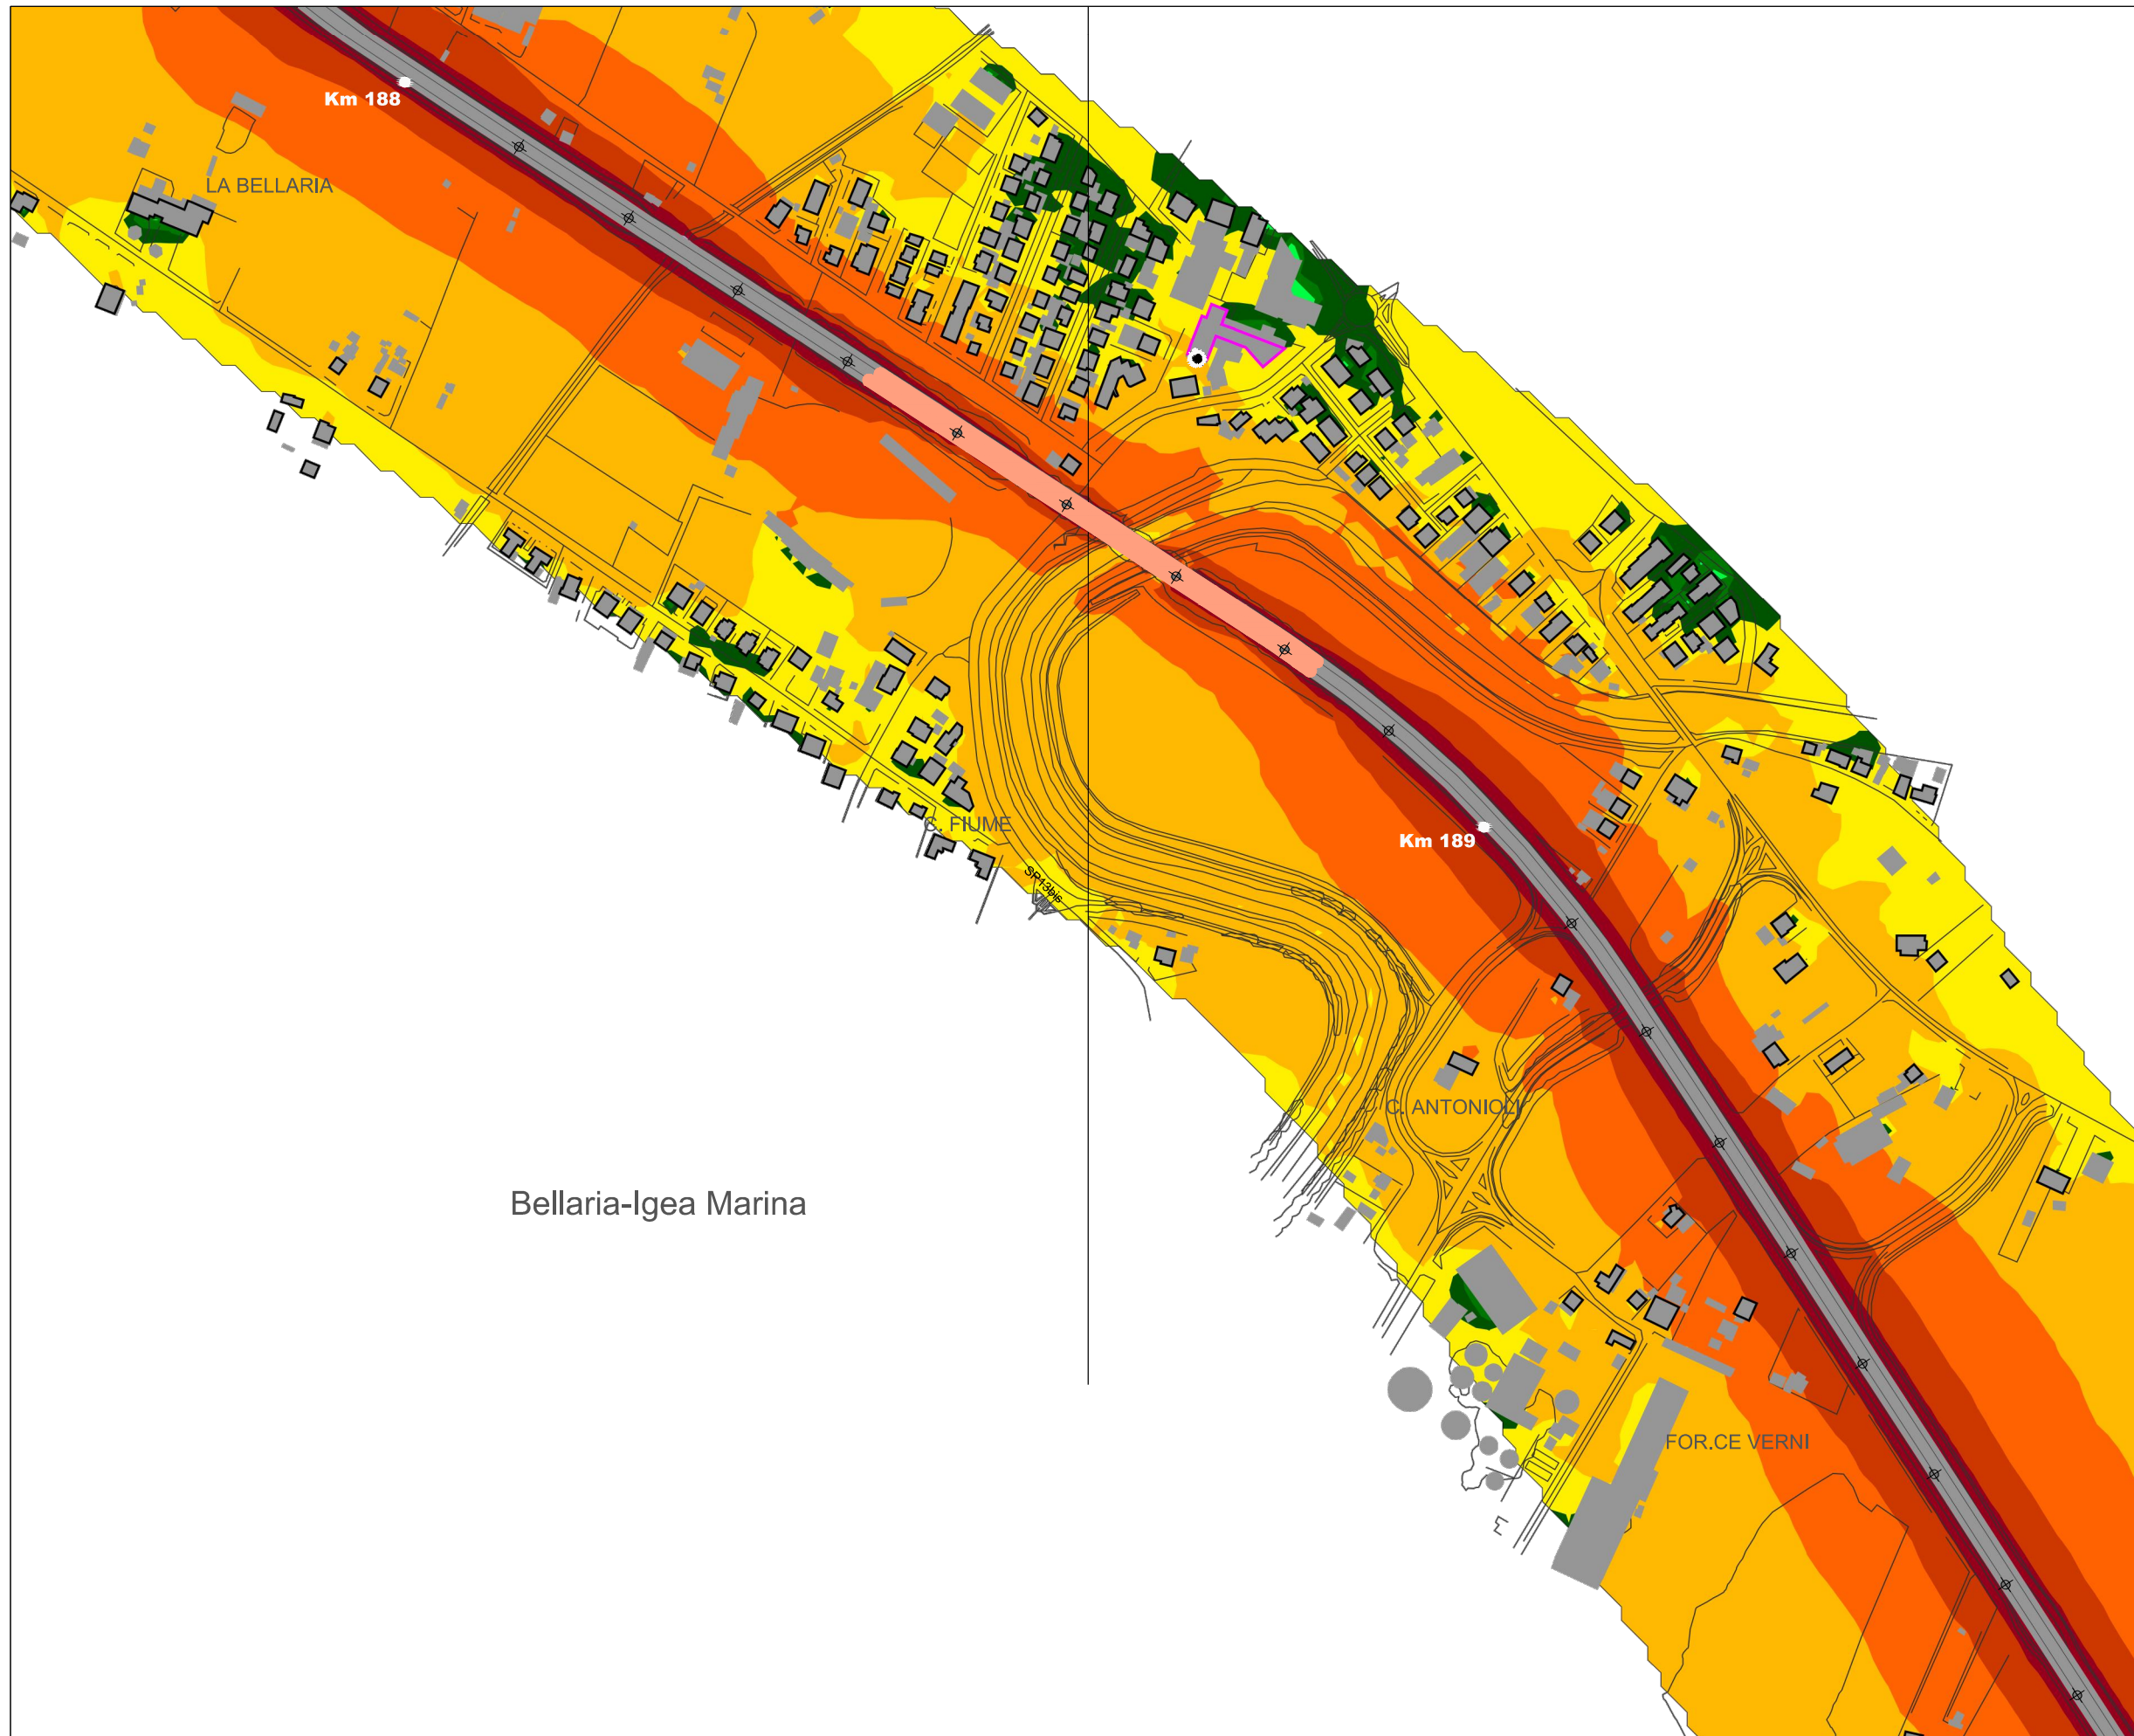 Km 188
LA BELLARIA
Km 189
C. FIUME
SP13bis
C. ANTONIOLI
Bellaria-Igea Marina
FOR.CE VERNI